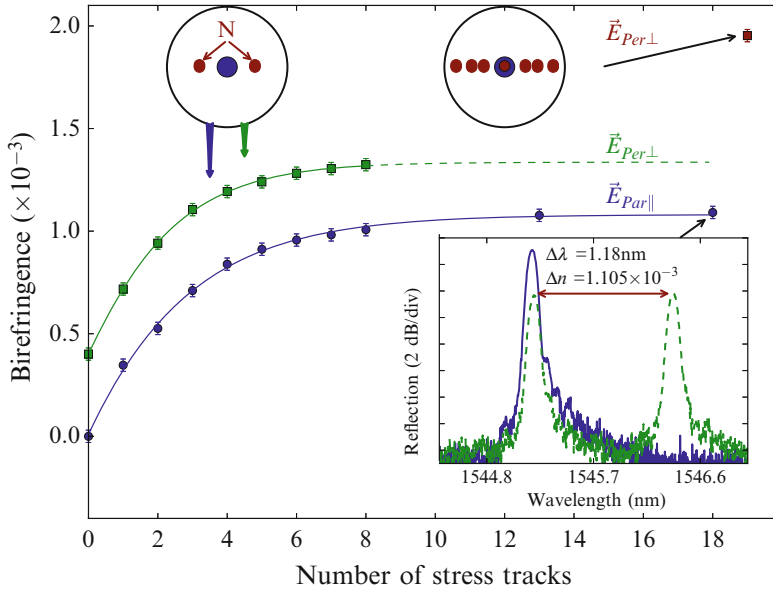 2.0
1.5
1.0
0.5
0.0
Birefringence (×10⁻³)
N
E⃗Per⊥
E⃗Per⊥
E⃗Par∥
Δλ =1.18nm
Δn =1.105×10⁻³
Reflection (2 dB/div)
1544.8 1545.7 1546.6
Wavelength (nm)
0 2 4 6 8 10 12 14 16 18
Number of stress tracks